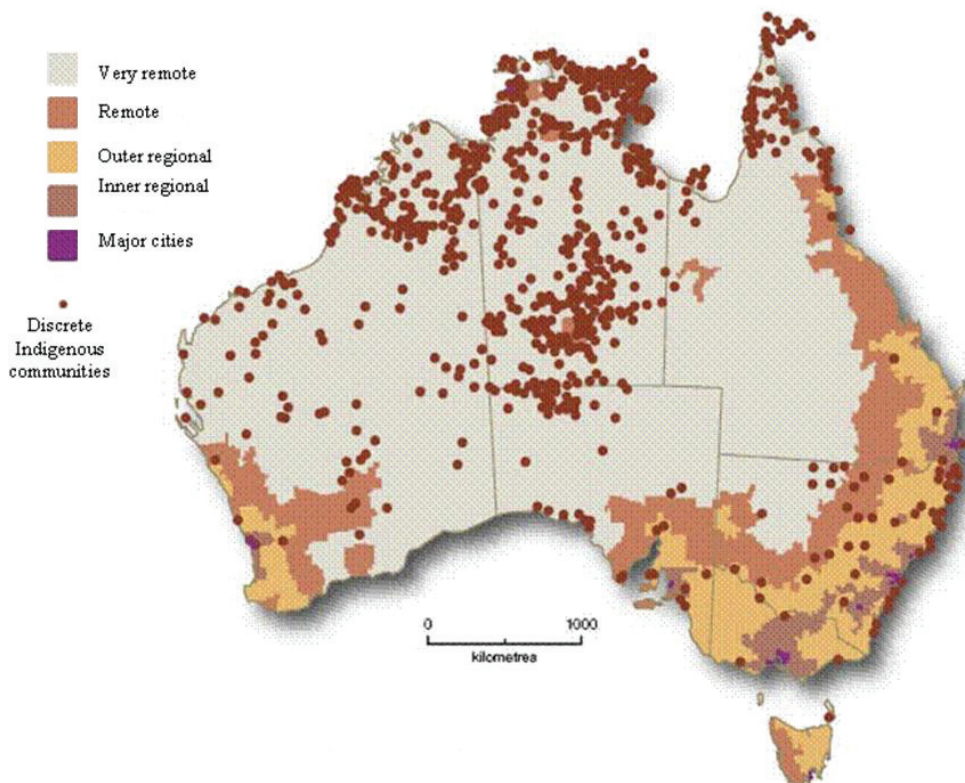 Very remote
Remote
Outer regional
Inner regional
Major cities
Discrete
Indigenous
communities
0 1000
kilometres